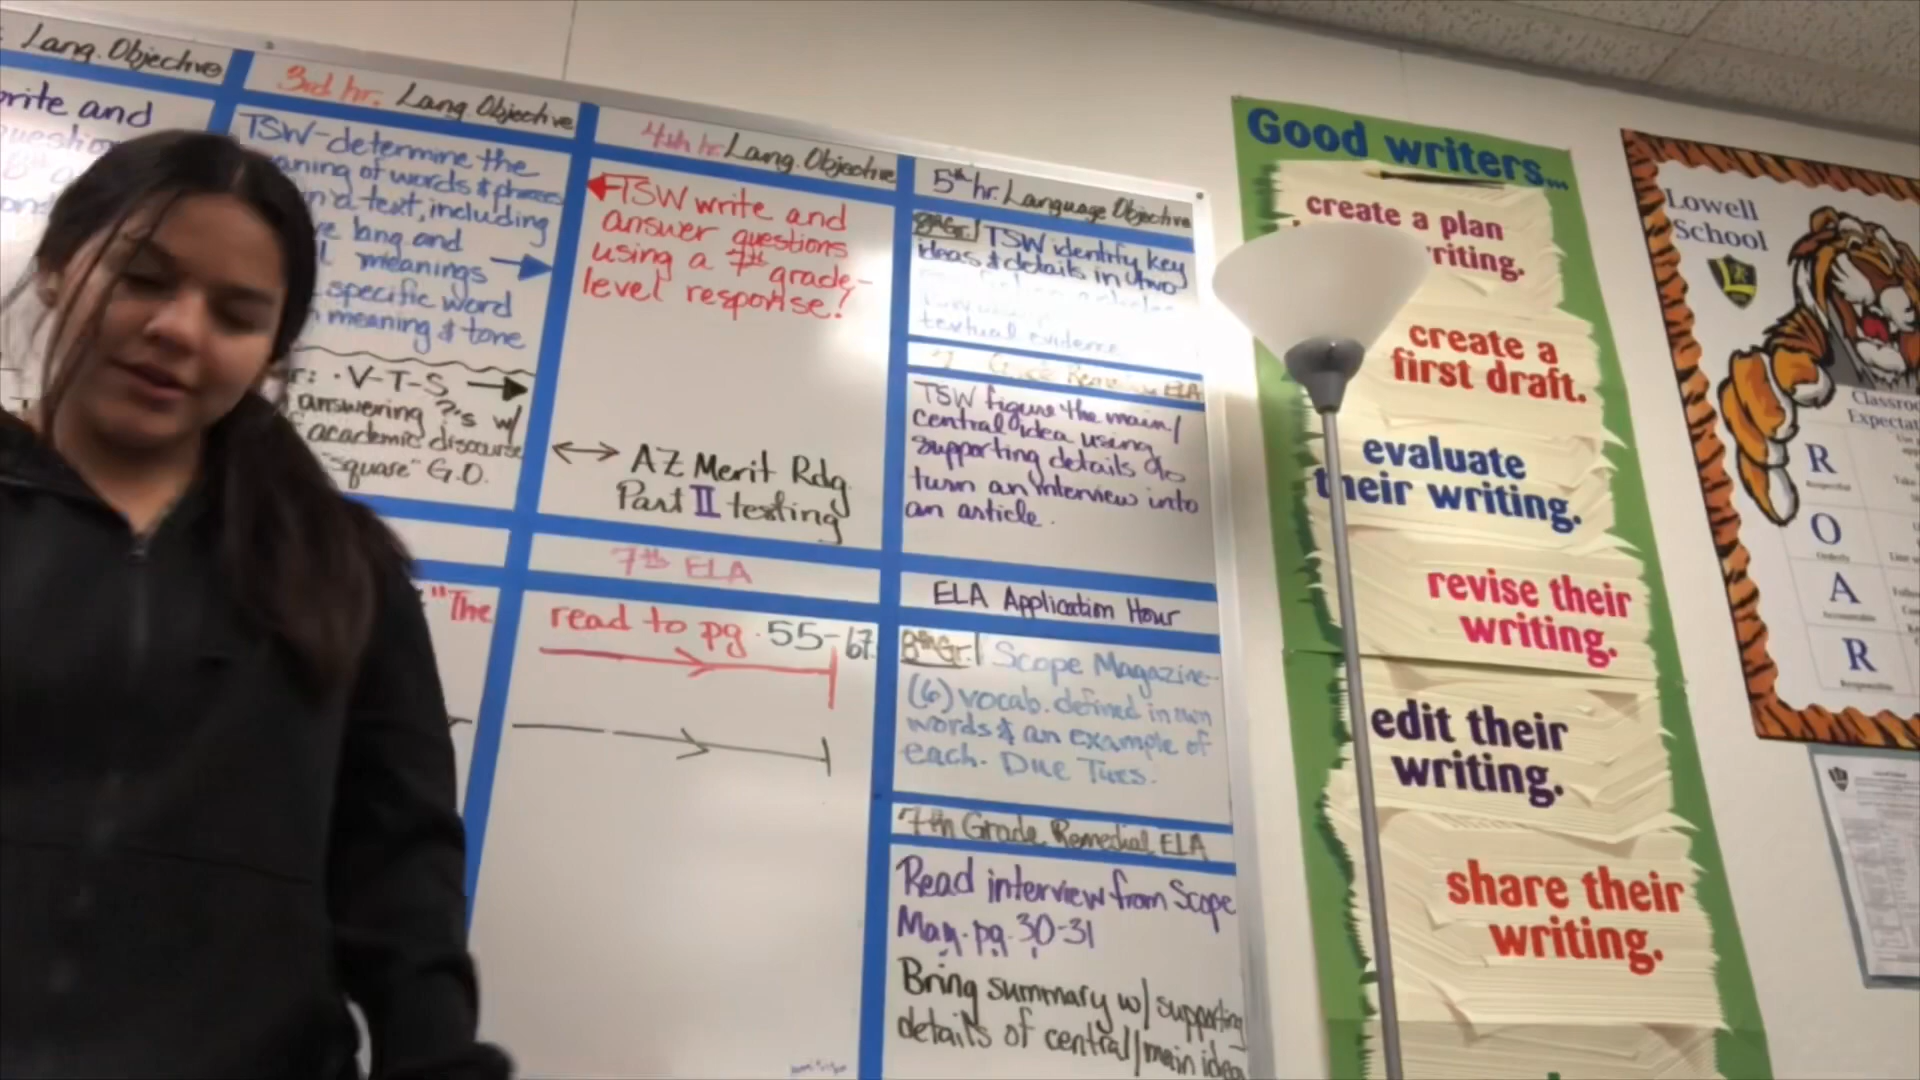 Lang. Objective
write and
3rd hr. Lang. Objective
TSW-determine the
meaning of words & phrases
in a text, including
lang and
meanings
specific word
meaning & tone
V-T-S
answering ?'s w/
academic discourse
"square" G.O.
"The
4th hr Lang. Objective
TSW write and
answer questions
using a 7th grade-
level response!
AZ Merit Rdg
Part II testing
7th ELA
read to pg. 55-67
5th hr. Language Objective
8th Gr. TSW identify key
ideas & details in two
textual evidence
TSW figure the main/
central idea using
supporting details to
turn an interview into
an article.
ELA Application Hour
8th Gr. Scope Magazine-
(6) vocab. defined in own
words & an example of
each. Due Tues.
7th Grade Remedial ELA
Read interview from Scope
Mag. pg. 30-31
Bring summary w/ supporting
details of central/main idea
Good writers...
create a plan
writing.
create a
first draft.
evaluate
their writing.
revise their
writing.
edit their
writing.
share their
writing.
Lowell
School
R
Respectful
O
Orderly
A
Accountable
R
Responsible